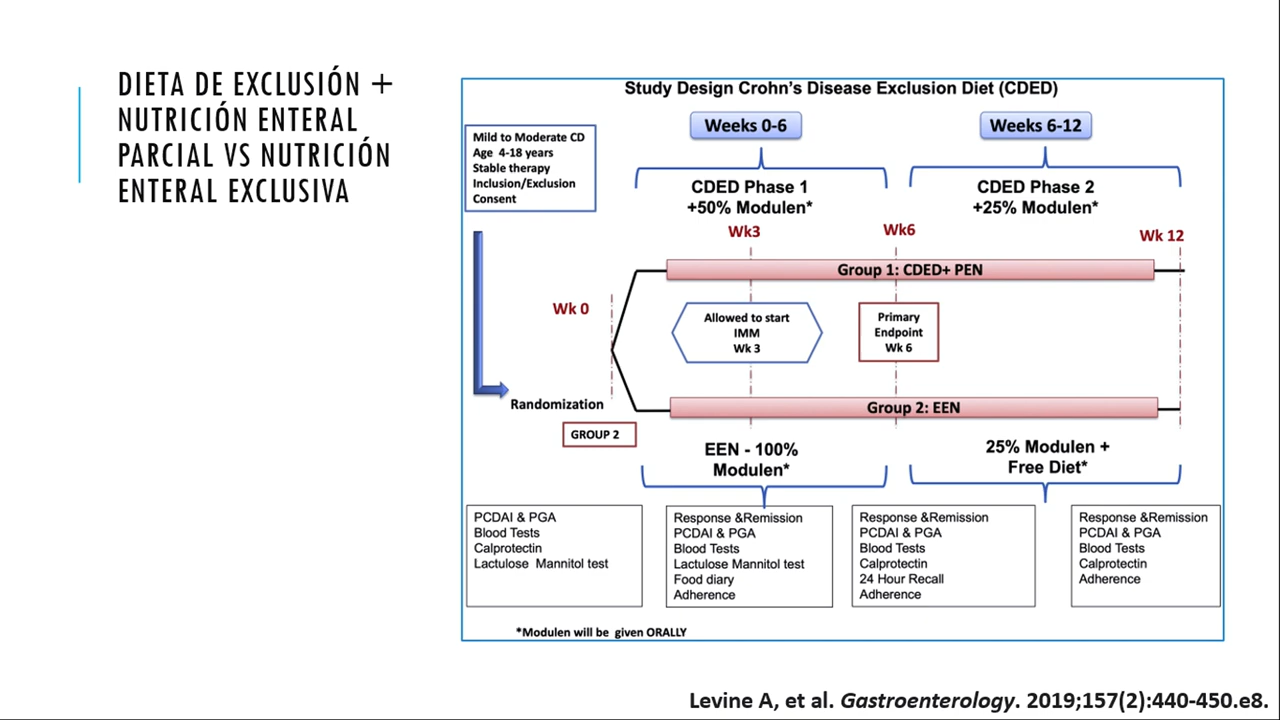 DIETA DE EXCLUSIÓN +
NUTRICIÓN ENTERAL
PARCIAL VS NUTRICIÓN
ENTERAL EXCLUSIVA
Study Design Crohn's Disease Exclusion Diet (CDED)
Mild to Moderate CD
Age 4-18 years
Stable therapy
Inclusion/Exclusion
Consent
Weeks 0-6
Weeks 6-12
CDED Phase 1
+50% Modulen*
CDED Phase 2
+25% Modulen*
Wk3
Wk6
Wk 12
Group 1: CDED+ PEN
Wk 0
Allowed to start
IMM
Wk 3
Primary
Endpoint
Wk 6
Randomization
Group 2: EEN
GROUP 2
EEN - 100%
Modulen*
25% Modulen +
Free Diet*
PCDAI & PGA
Blood Tests
Calprotectin
Lactulose Mannitol test
Response &Remission
PCDAI & PGA
Blood Tests
Lactulose Mannitol test
Food diary
Adherence
Response &Remission
PCDAI & PGA
Blood Tests
Calprotectin
24 Hour Recall
Adherence
Response &Remission
PCDAI & PGA
Blood Tests
Calprotectin
Adherence
*Modulen will be given ORALLY
Levine A, et al. Gastroenterology. 2019;157(2):440-450.e8.